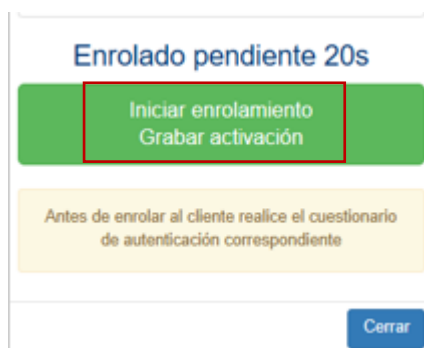 Enrolado pendiente 20s
Iniciar enrolamiento
Grabar activación
Antes de enrolar al cliente realice el cuestionario
de autenticación correspondiente
Cerrar